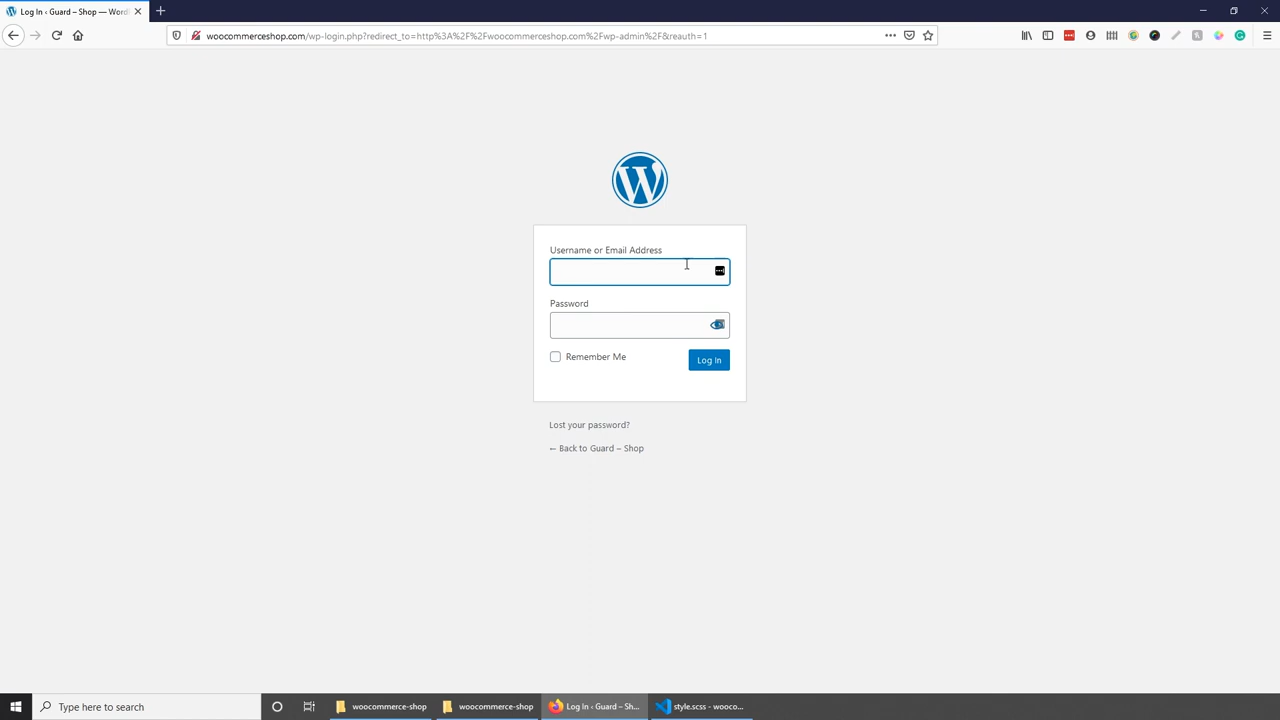 Log In ‹ Guard – Shop — Word
woocommerceshop.com/wp-login.php?redirect_to=http%3A%2F%2Fwoocommerceshop.com%2Fwp-admin%2F&reauth=1
Username or Email Address
Password
Remember Me
Log In
Lost your password?
← Back to Guard – Shop
Type here to search
woocommerce-shop
woocommerce-shop
Log In ‹ Guard – Sh...
style.scss - wooco...